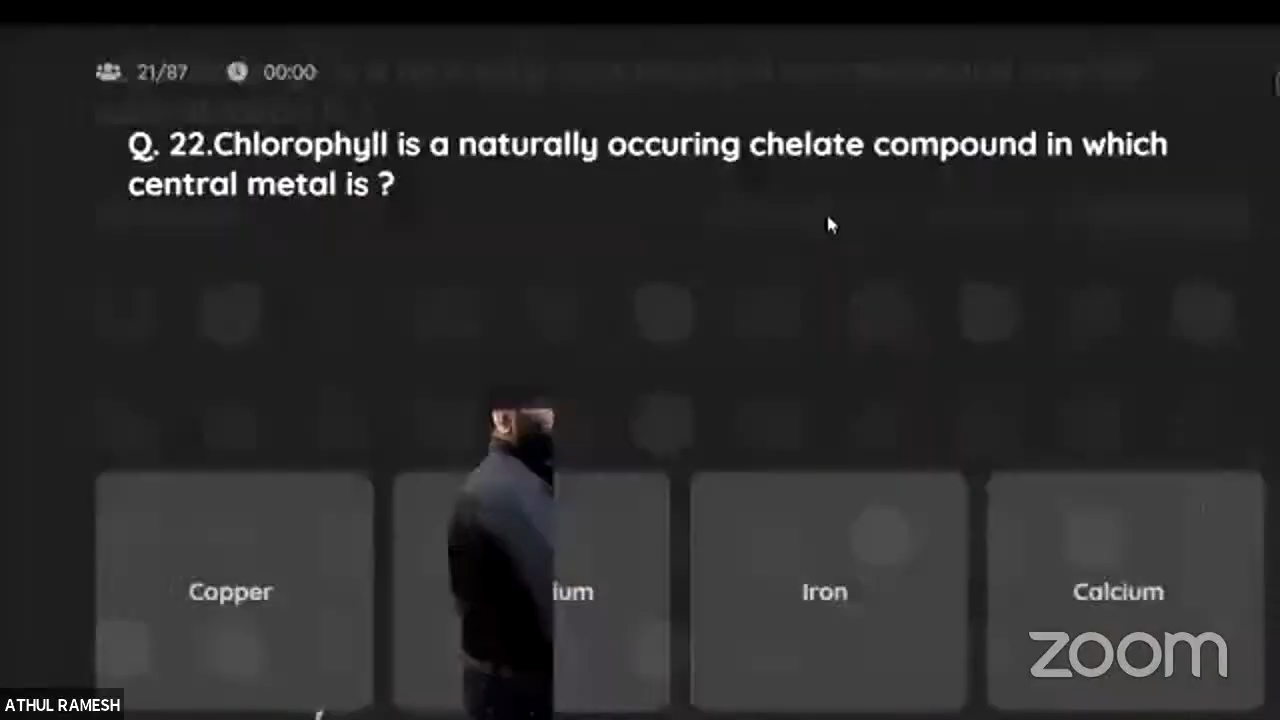 21/87 00:00
Q. 22.Chlorophyll is a naturally occuring chelate compound in which
central metal is ?
Copper
ium
Iron
Calcium
zoom
ATHUL RAMESH